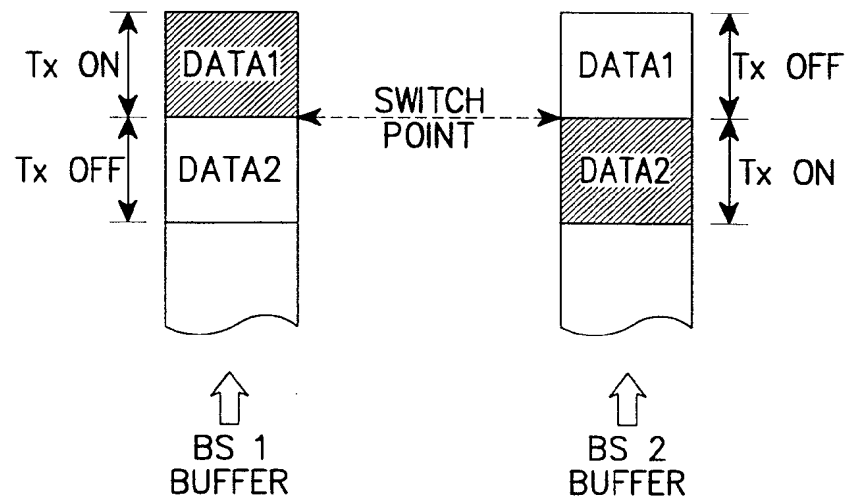 Tx ON
DATA1
SWITCH
POINT
DATA1
Tx OFF
Tx OFF
DATA2
DATA2
Tx ON
BS 1
BUFFER
BS 2
BUFFER